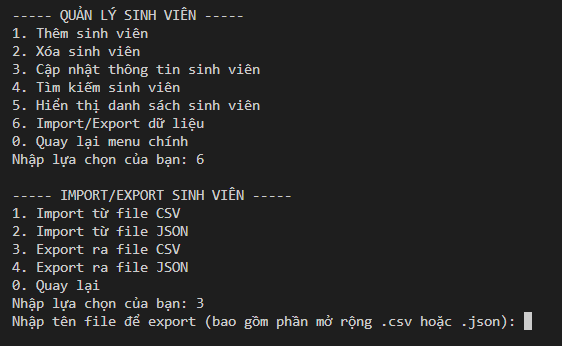 ----- QUẢN LÝ SINH VIÊN -----
1. Thêm sinh viên
2. Xóa sinh viên
3. Cập nhật thông tin sinh viên
4. Tìm kiếm sinh viên
5. Hiển thị danh sách sinh viên
6. Import/Export dữ liệu
0. Quay lại menu chính
Nhập lựa chọn của bạn: 6

----- IMPORT/EXPORT SINH VIÊN -----
1. Import từ file CSV
2. Import từ file JSON
3. Export ra file CSV
4. Export ra file JSON
0. Quay lại
Nhập lựa chọn của bạn: 3
Nhập tên file để export (bao gồm phần mở rộng .csv hoặc .json):